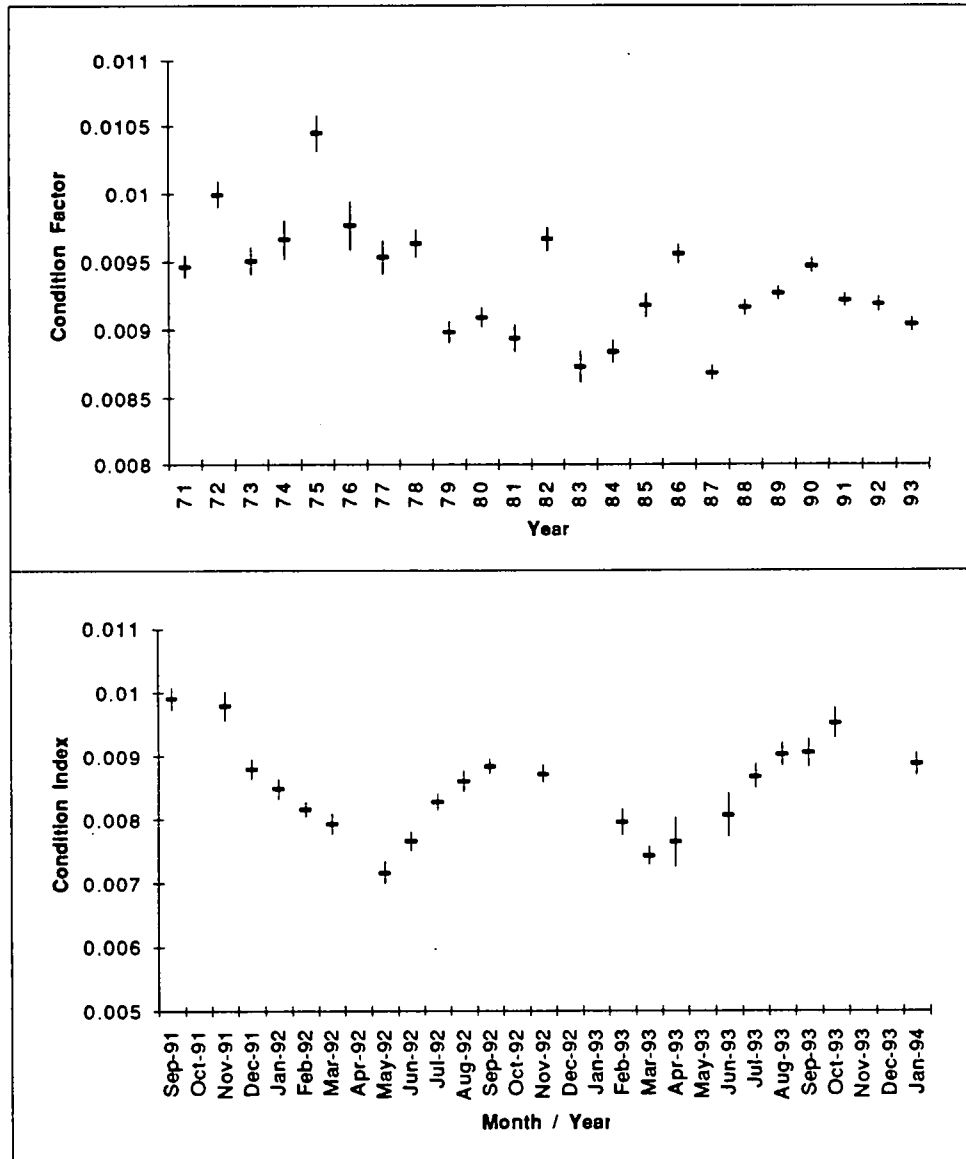 0.011
0.0105
0.01
0.0095
0.009
0.0085
0.008
Condition Factor
71 72 73 74 75 76 77 78 79 80 81 82 83 84 85 86 87 88 89 90 91 92 93
Year
0.011
0.01
0.009
0.008
0.007
0.006
0.005
Condition Index
Sep-91 Oct-91 Nov-91 Dec-91 Jan-92 Feb-92 Mar-92 Apr-92 May-92 Jun-92 Jul-92 Aug-92 Sep-92 Oct-92 Nov-92 Dec-92 Jan-93 Feb-93 Mar-93 Apr-93 May-93 Jun-93 Jul-93 Aug-93 Sep-93 Oct-93 Nov-93 Dec-93 Jan-94
Month / Year